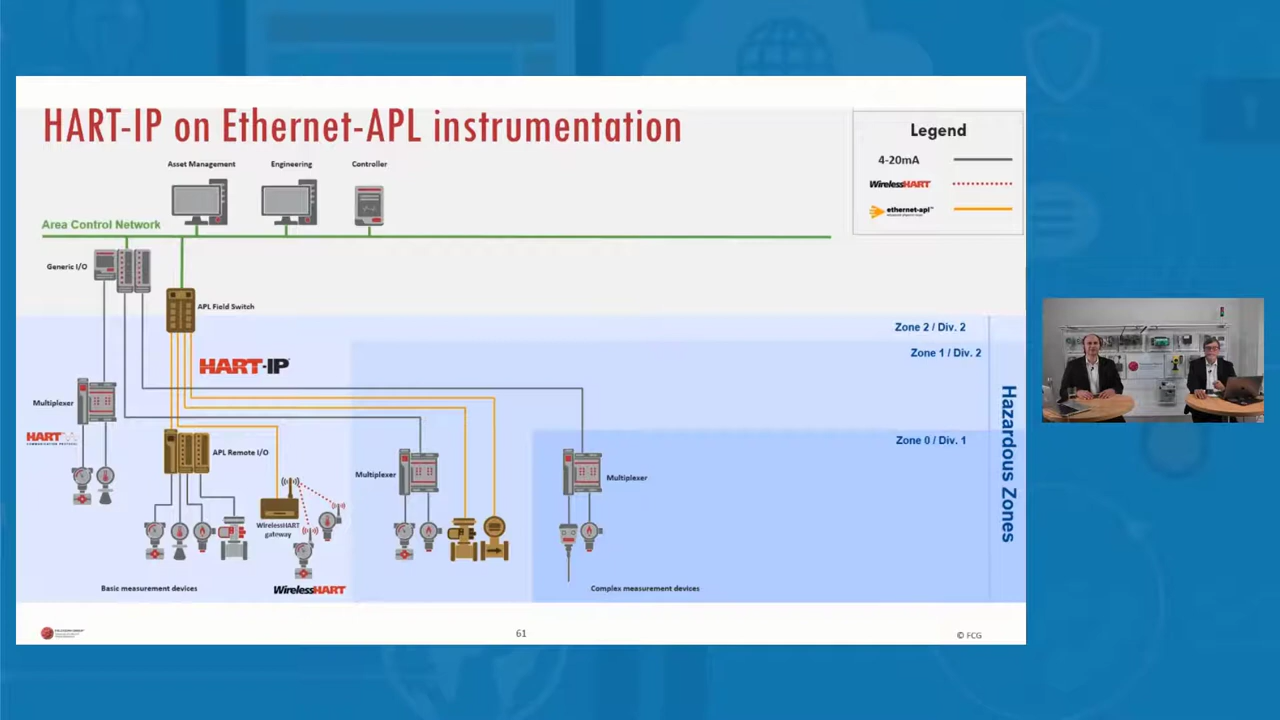 HART-IP on Ethernet-APL instrumentation
Legend
4-20mA
WirelessHART
ethernet-apl
Asset Management
Engineering
Controller
Area Control Network
Generic I/O
APL Field Switch
Zone 2 / Div. 2
Zone 1 / Div. 2
HART-IP
Hazardous Zones
Multiplexer
HART
COMMUNICATION PROTOCOL
Zone 0 / Div. 1
APL Remote I/O
Multiplexer
Multiplexer
WirelessHART
gateway
Basic measurement devices
WirelessHART
Complex measurement devices
61
© FCG